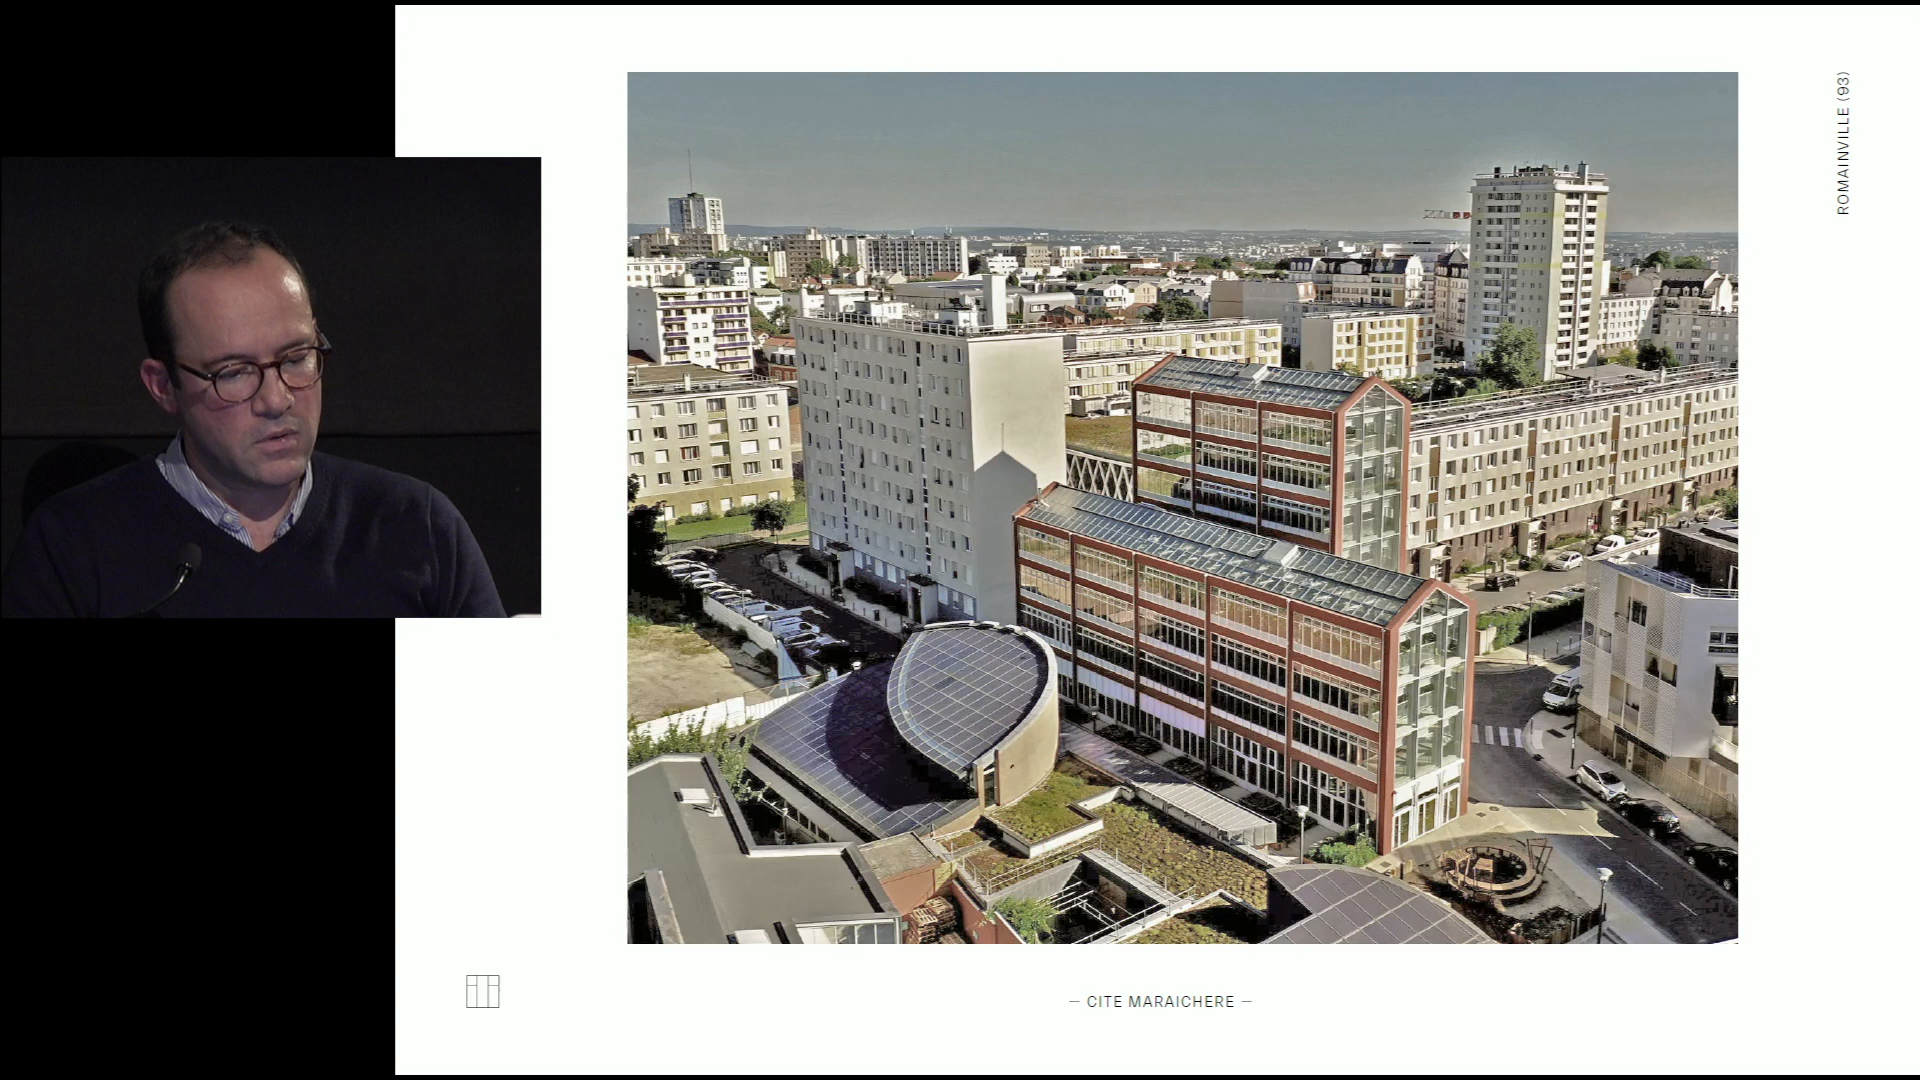 ROMAINVILLE (93)
— CITE MARAICHERE —